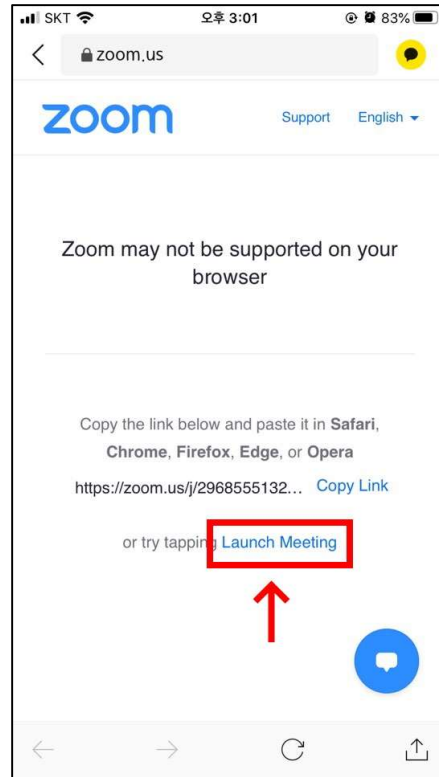 SKT 오후 3:01 83%
zoom.us
zoom Support English
Zoom may not be supported on your
browser
Copy the link below and paste it in Safari,
Chrome, Firefox, Edge, or Opera
https://zoom.us/j/2968555132... Copy Link
or try tapping Launch Meeting